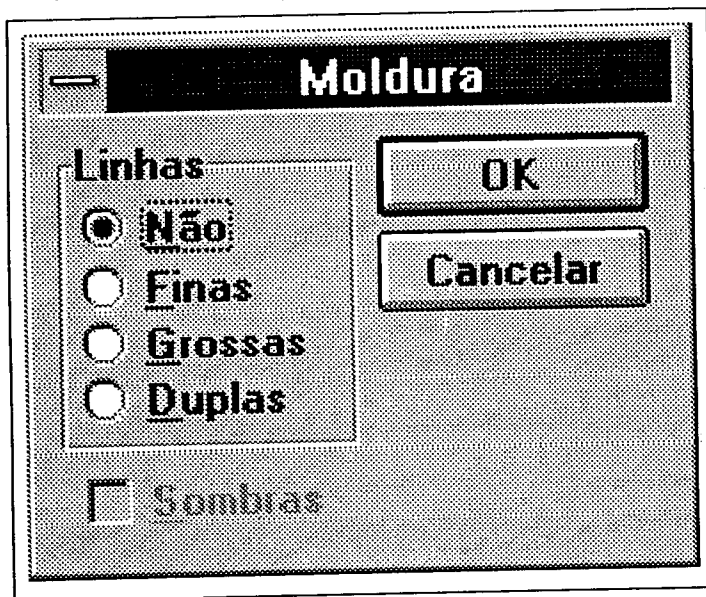 Moldura
Linhas
Não
Finas
Grossas
Duplas
Sombras
OK
Cancelar